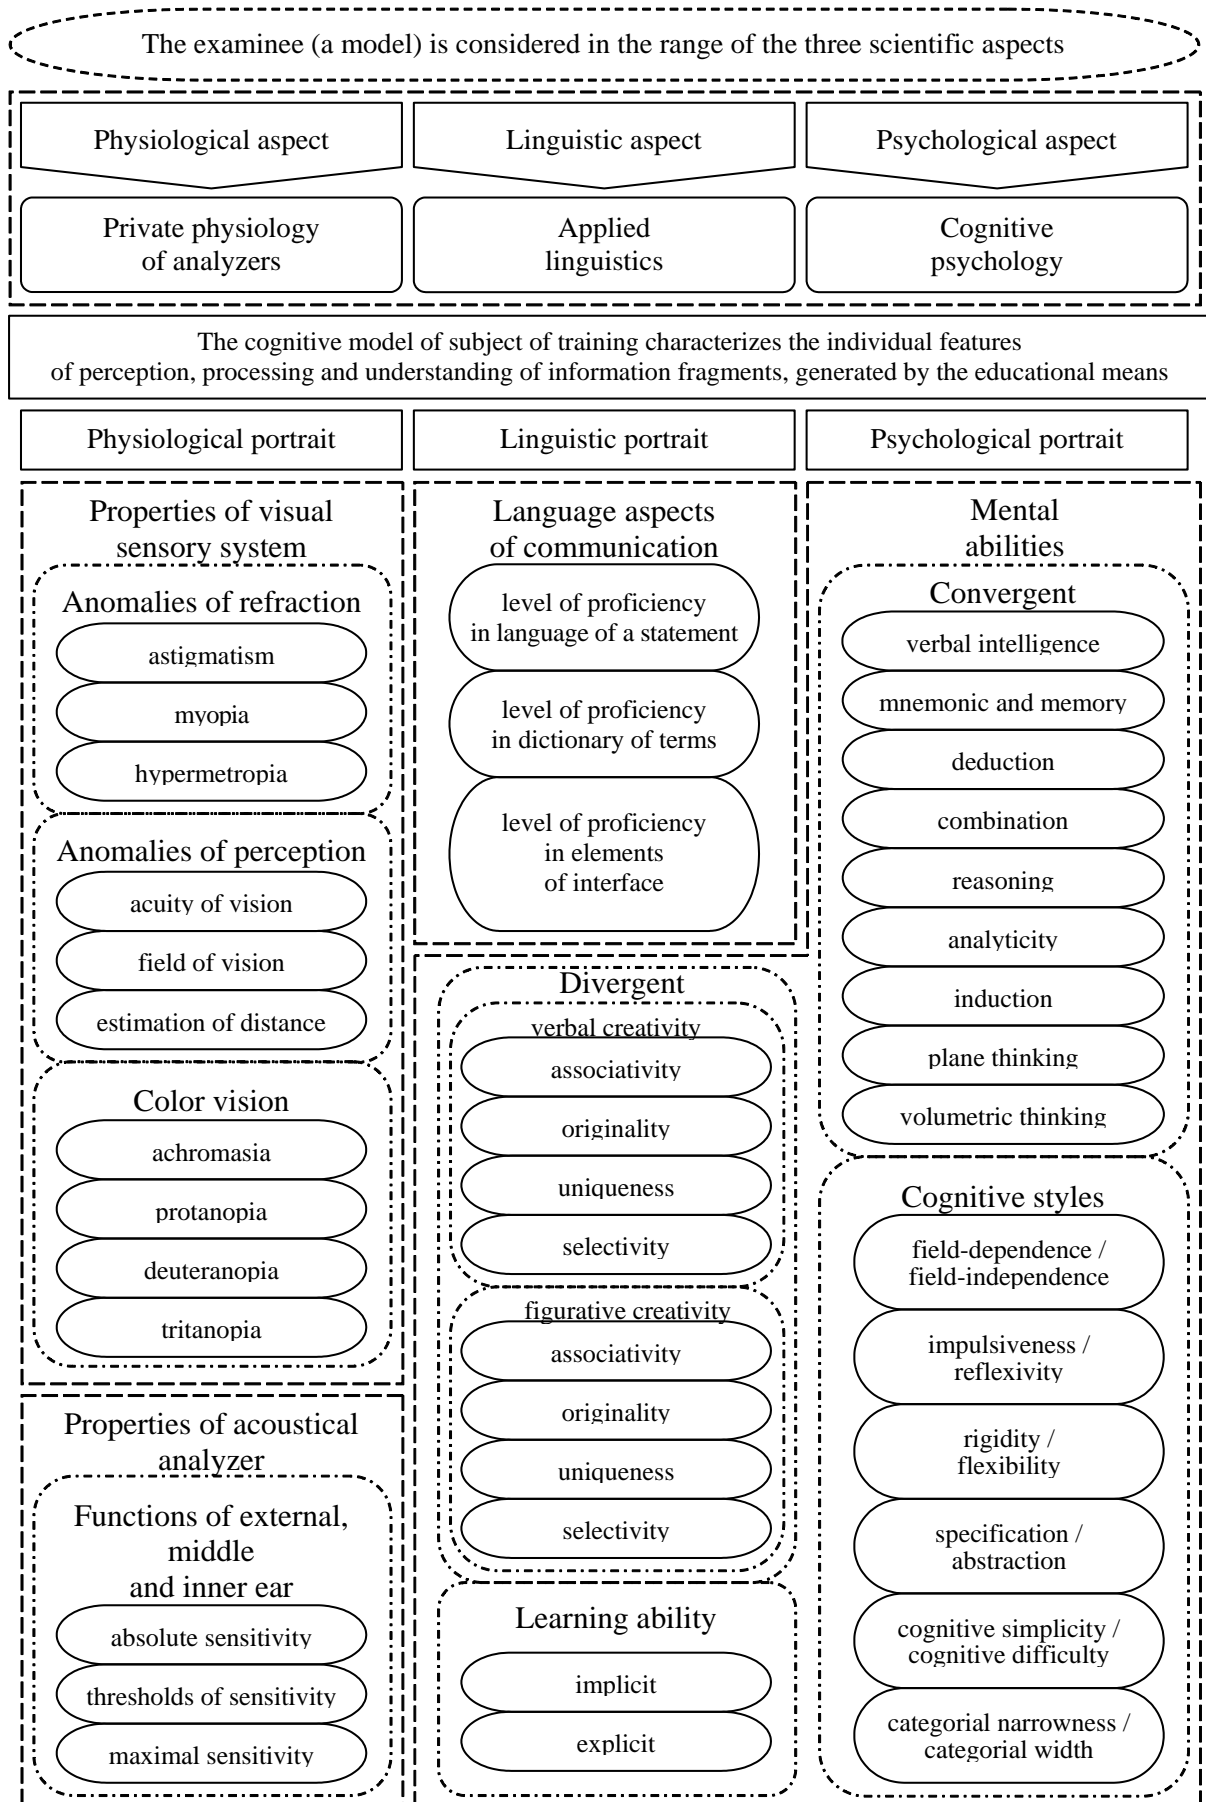 The examinee (a model) is considered in the range of the three scientific aspects
Physiological aspect
Linguistic aspect
Psychological aspect
Private physiology
of analyzers
Applied
linguistics
Cognitive
psychology
The cognitive model of subject of training characterizes the individual features
of perception, processing and understanding of information fragments, generated by the educational means
Physiological portrait
Linguistic portrait
Psychological portrait
Properties of visual
sensory system
Anomalies of refraction
astigmatism
myopia
hypermetropia
Anomalies of perception
acuity of vision
field of vision
estimation of distance
Color vision
achromasia
protanopia
deuteranopia
tritanopia
Properties of acoustical
analyzer
Functions of external,
middle
and inner ear
absolute sensitivity
thresholds of sensitivity
maximal sensitivity
Language aspects
of communication
level of proficiency
in language of a statement
level of proficiency
in dictionary of terms
level of proficiency
in elements
of interface
Divergent
verbal creativity
associativity
originality
uniqueness
selectivity
figurative creativity
associativity
originality
uniqueness
selectivity
Learning ability
implicit
explicit
Mental
abilities
Convergent
verbal intelligence
mnemonic and memory
deduction
combination
reasoning
analyticity
induction
plane thinking
volumetric thinking
Cognitive styles
field-dependence /
field-independence
impulsiveness /
reflexivity
rigidity /
flexibility
specification /
abstraction
cognitive simplicity /
cognitive difficulty
categorial narrowness /
categorial width